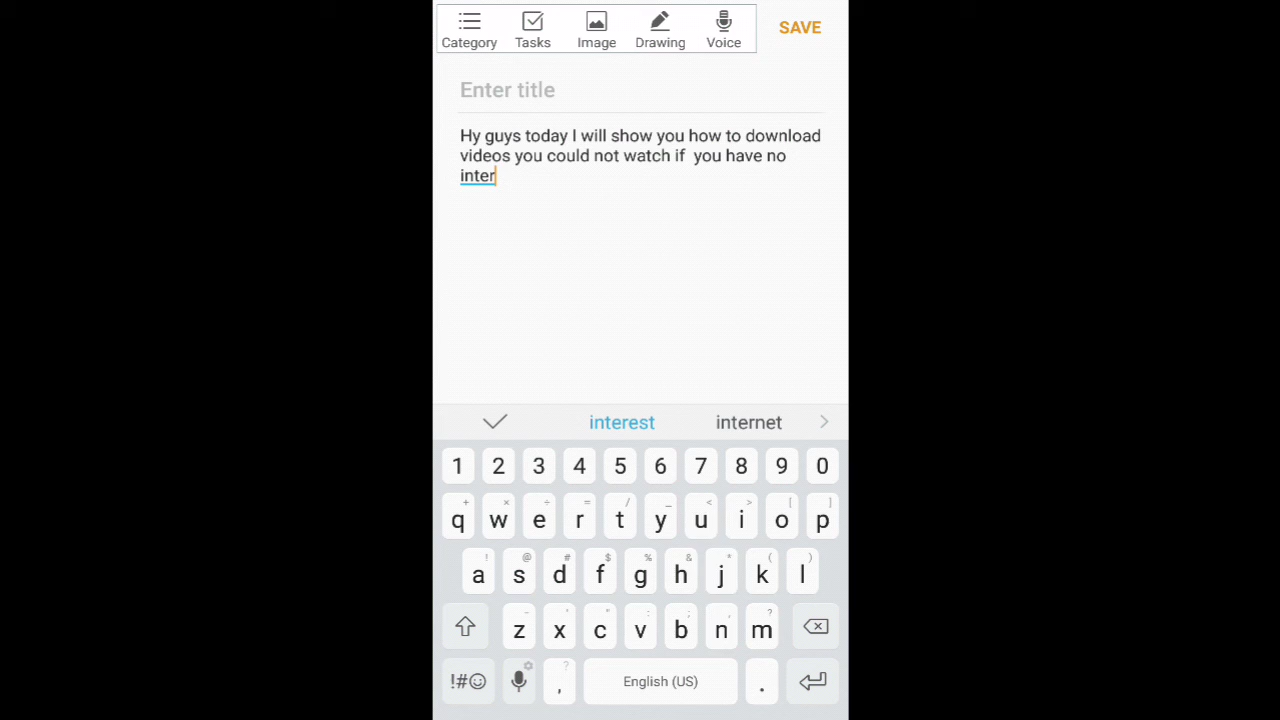 Category Tasks Image Drawing Voice SAVE
Enter title
Hy guys today I will show you how to download
videos you could not watch if  you have no
inter
interest internet
1 2 3 4 5 6 7 8 9 0
+ × ÷ = / _ < > [ ]
q w e r t y u i o p
! @ # $ % & * ( )
a s d f g h j k l
- ' " : ; , ?
z x c v b n m
!#☺ , ? English (US) .